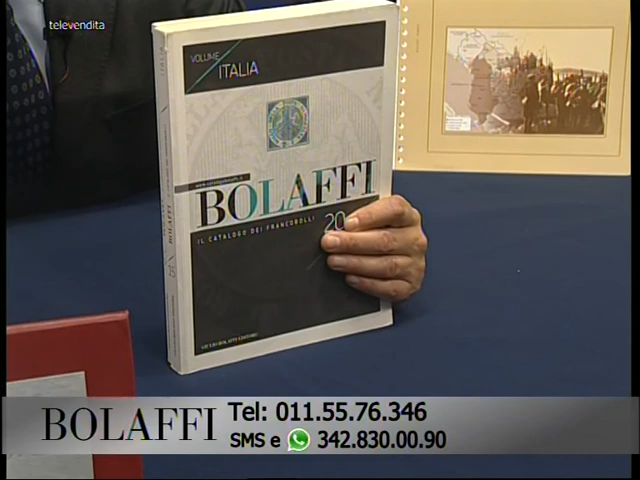 televendita
VOLUME
ITALIA
BOLAFFI
IL CATALOGO DEI FRANCOBOLLI
20
BOLAFFI
BOLAFFI
Tel: 011.55.76.346
SMS e 342.830.00.90